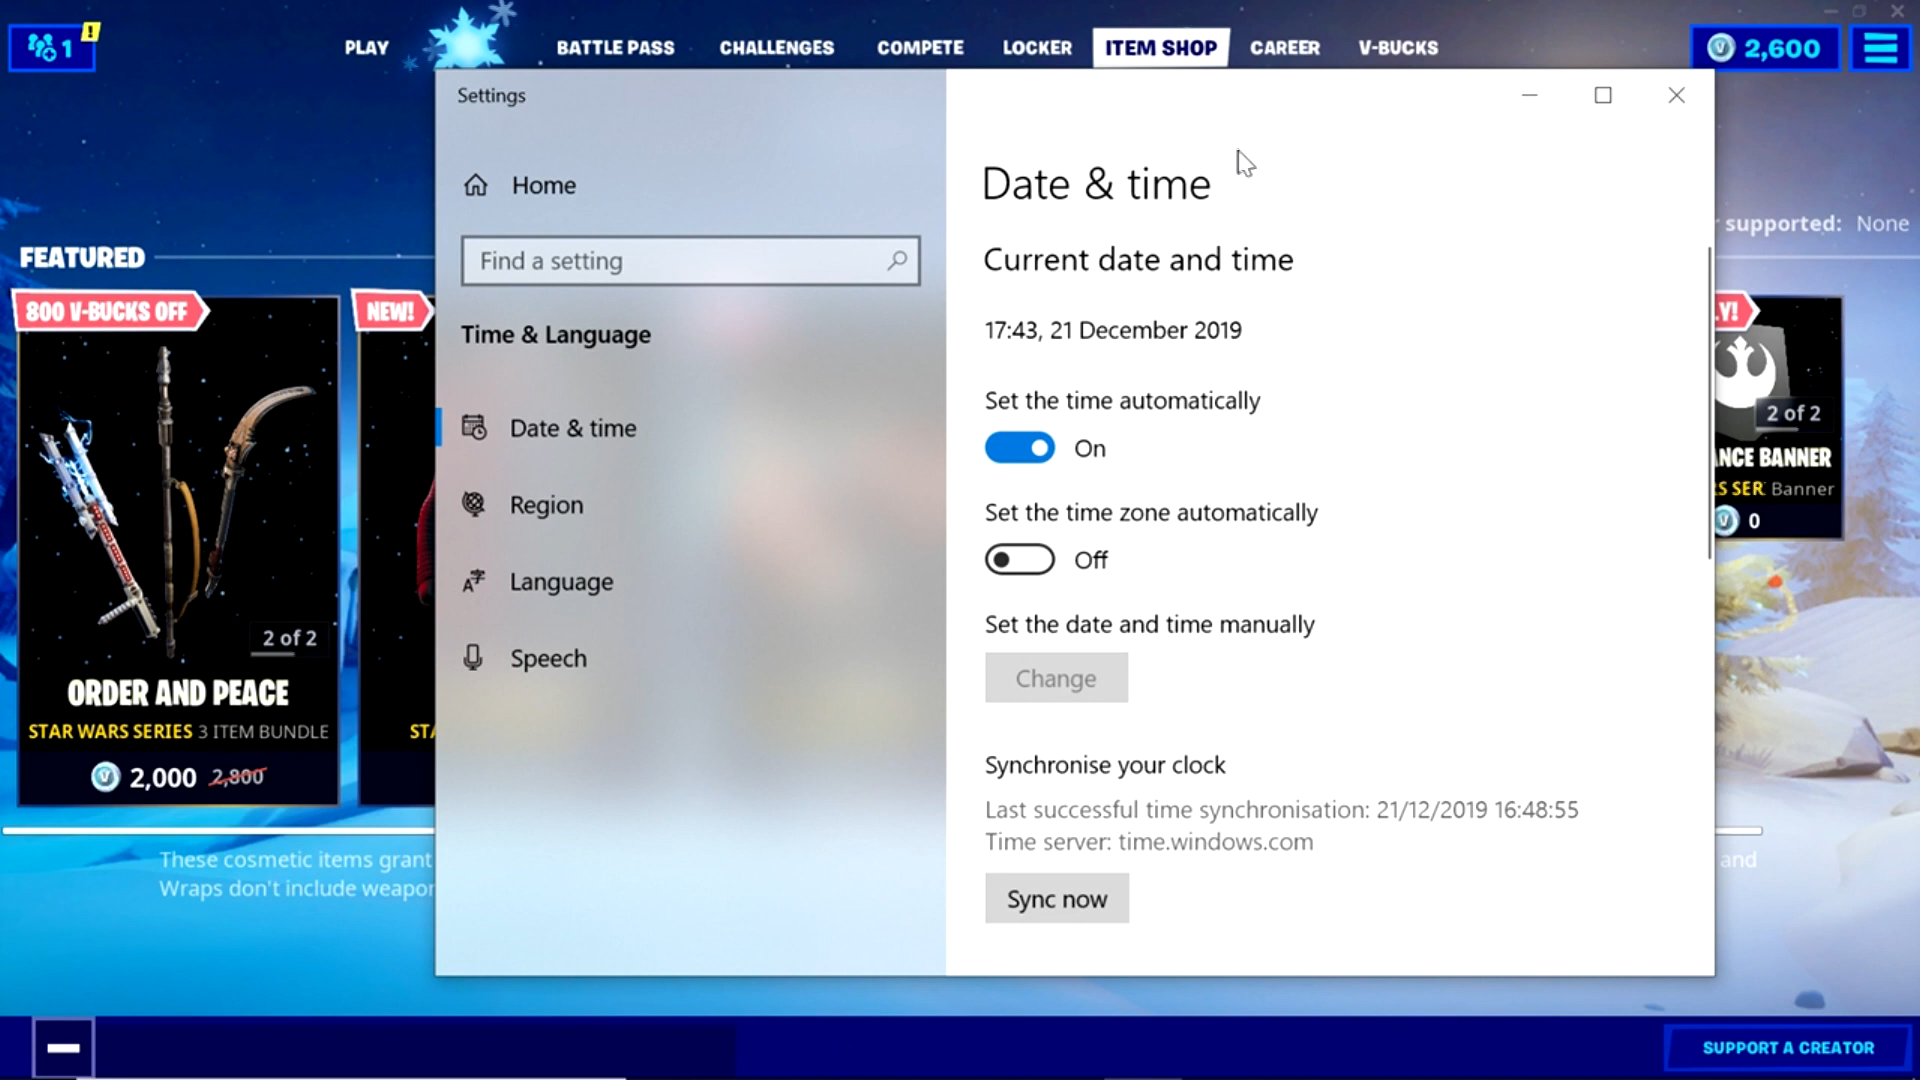 1
!
PLAY
BATTLE PASS
CHALLENGES
COMPETE
LOCKER
ITEM SHOP
CAREER
V-BUCKS
2,600
Settings
Home
Find a setting
Time & Language
Date & time
Region
Language
Speech
Date & time
Current date and time
17:43, 21 December 2019
Set the time automatically
On
Set the time zone automatically
Off
Set the date and time manually
Change
Synchronise your clock
Last successful time synchronisation: 21/12/2019 16:48:55
Time server: time.windows.com
Sync now
supported: None
FEATURED
800 V-BUCKS OFF
2 of 2
ORDER AND PEACE
STAR WARS SERIES 3 ITEM BUNDLE
2,000 2,800
NEW!
STA
Y!
2 of 2
NCE BANNER
S SER Banner
0
These cosmetic items grant
Wraps don't include weapon
and
SUPPORT A CREATOR